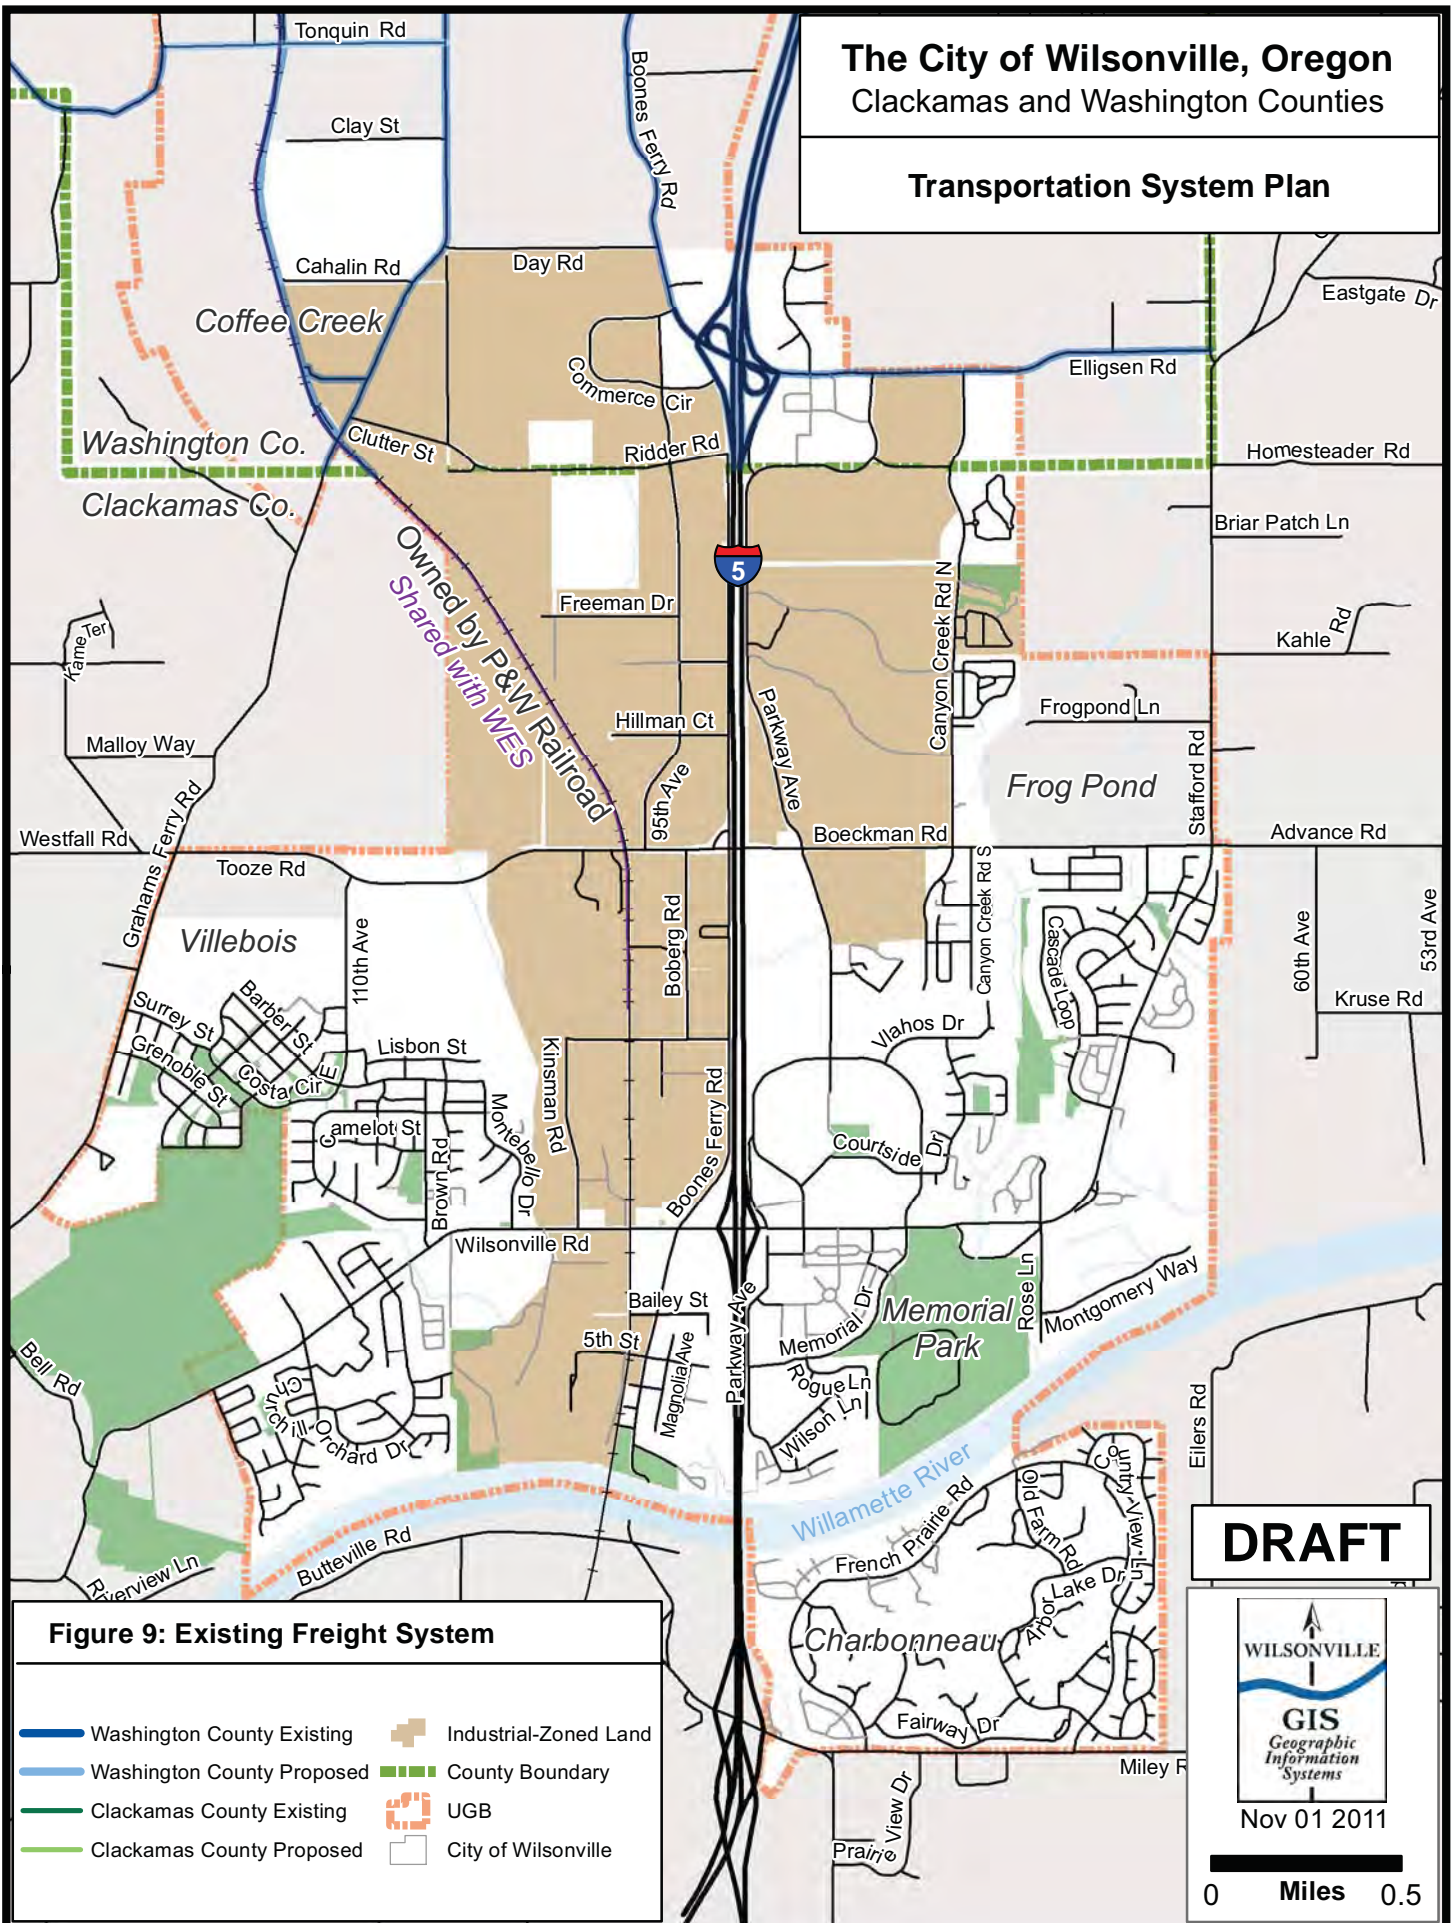 The City of Wilsonville, Oregon
Clackamas and Washington Counties
Transportation System Plan
Tonquin Rd
Boones Ferry Rd
Clay St
Cahalin Rd
Day Rd
Eastgate Dr
Coffee Creek
Elligsen Rd
Commerce Cir
Washington Co.
Clutter St
Ridder Rd
Homesteader Rd
Clackamas Co.
Briar Patch Ln
Owned by P&W Railroad
Shared with WES
5
Canyon Creek Rd N
Freeman Dr
Kame Ter
Kahle Rd
Parkway Ave
Hillman Ct
Frogpond Ln
Malloy Way
Stafford Rd
Frog Pond
95th Ave
Grahams Ferry Rd
Westfall Rd
Boeckman Rd
Advance Rd
Tooze Rd
Canyon Creek Rd S
Boberg Rd
Villebois
110th Ave
Cascade Loop
60th Ave
53rd Ave
Kruse Rd
Surrey St
Barber St
Grenoble St
Costa Cir E
Lisbon St
Vlahos Dr
Kinsman Rd
Boones Ferry Rd
Montebello Dr
Camelot St
Brown Rd
Courtside Dr
Wilsonville Rd
Rose Ln
Montgomery Way
Bailey St
Parkway Ave
Memorial Dr
Memorial
Park
5th St
Magnolia Ave
Bell Rd
Rogue Ln
Wilson Ln
Churchill
Orchard Dr
Eilers Rd
Willamette River
Country View Ln
Old Farm Rd
French Prairie Rd
Butteville Rd
Riverview Ln
Arbor Lake Dr
Charbonneau
Fairway Dr
Miley R
Prairie View Dr
DRAFT
Figure 9: Existing Freight System
Washington County Existing
Washington County Proposed
Clackamas County Existing
Clackamas County Proposed
Industrial-Zoned Land
County Boundary
UGB
City of Wilsonville
WILSONVILLE
GIS
Geographic
Information
Systems
Nov 01 2011
0 Miles 0.5